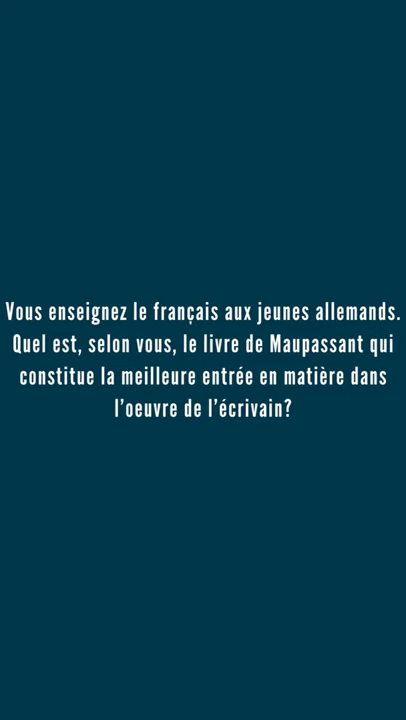 Vous enseignez le français aux jeunes allemands.
Quel est, selon vous, le livre de Maupassant qui
constitue la meilleure entrée en matière dans
l'oeuvre de l'écrivain?